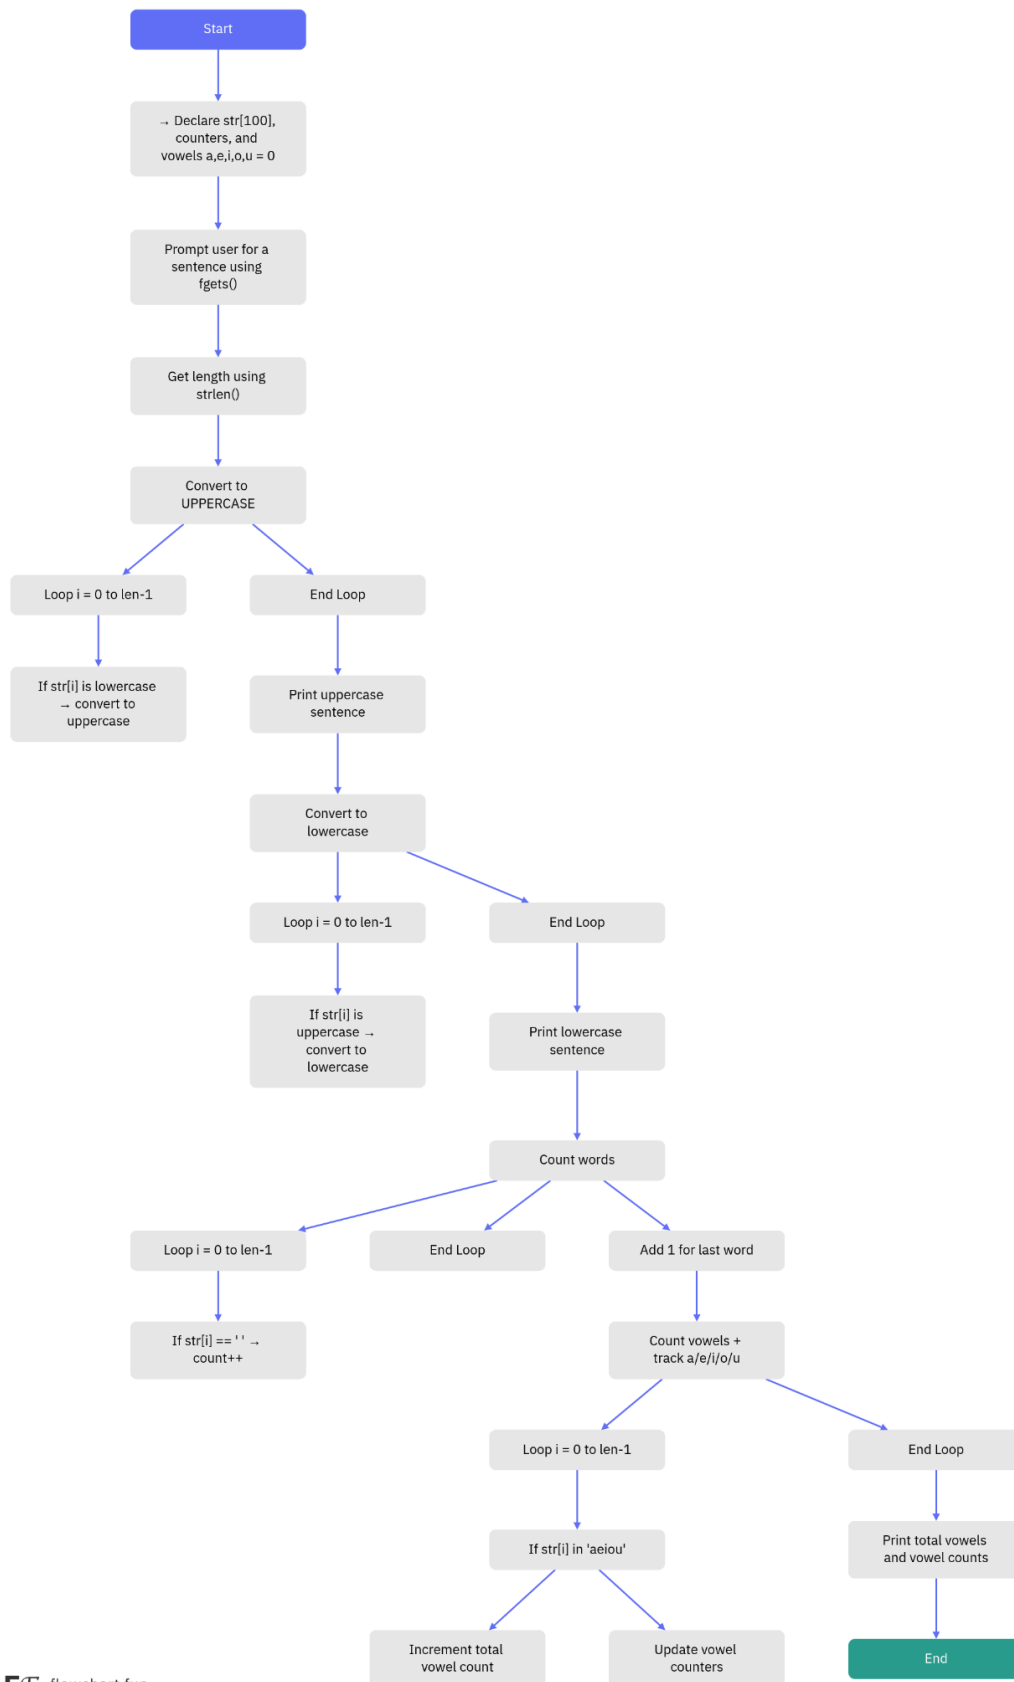 Start
→ Declare str[100],
counters, and
vowels a,e,i,o,u = 0
Prompt user for a
sentence using
fgets()
Get length using
strlen()
Convert to
UPPERCASE
Loop i = 0 to len-1
End Loop
If str[i] is lowercase
→ convert to
uppercase
Print uppercase
sentence
Convert to
lowercase
Loop i = 0 to len-1
End Loop
If str[i] is
uppercase →
convert to
lowercase
Print lowercase
sentence
Count words
Loop i = 0 to len-1
End Loop
Add 1 for last word
If str[i] == ' ' →
count++
Count vowels +
track a/e/i/o/u
Loop i = 0 to len-1
End Loop
If str[i] in 'aeiou'
Print total vowels
and vowel counts
Increment total
vowel count
Update vowel
counters
End